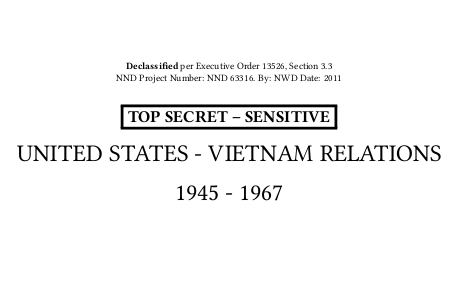 Declassified per Executive Order 13526, Section 3.3
NND Project Number: NND 63316. By: NWD Date: 2011
TOP SECRET – SENSITIVE
UNITED STATES - VIETNAM RELATIONS
1945 - 1967